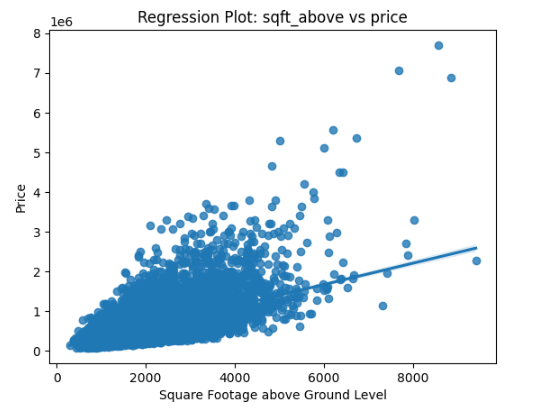 Regression Plot: sqft_above vs price
1e6
8
7
6
5
4
3
2
1
0
Price
0 2000 4000 6000 8000
Square Footage above Ground Level